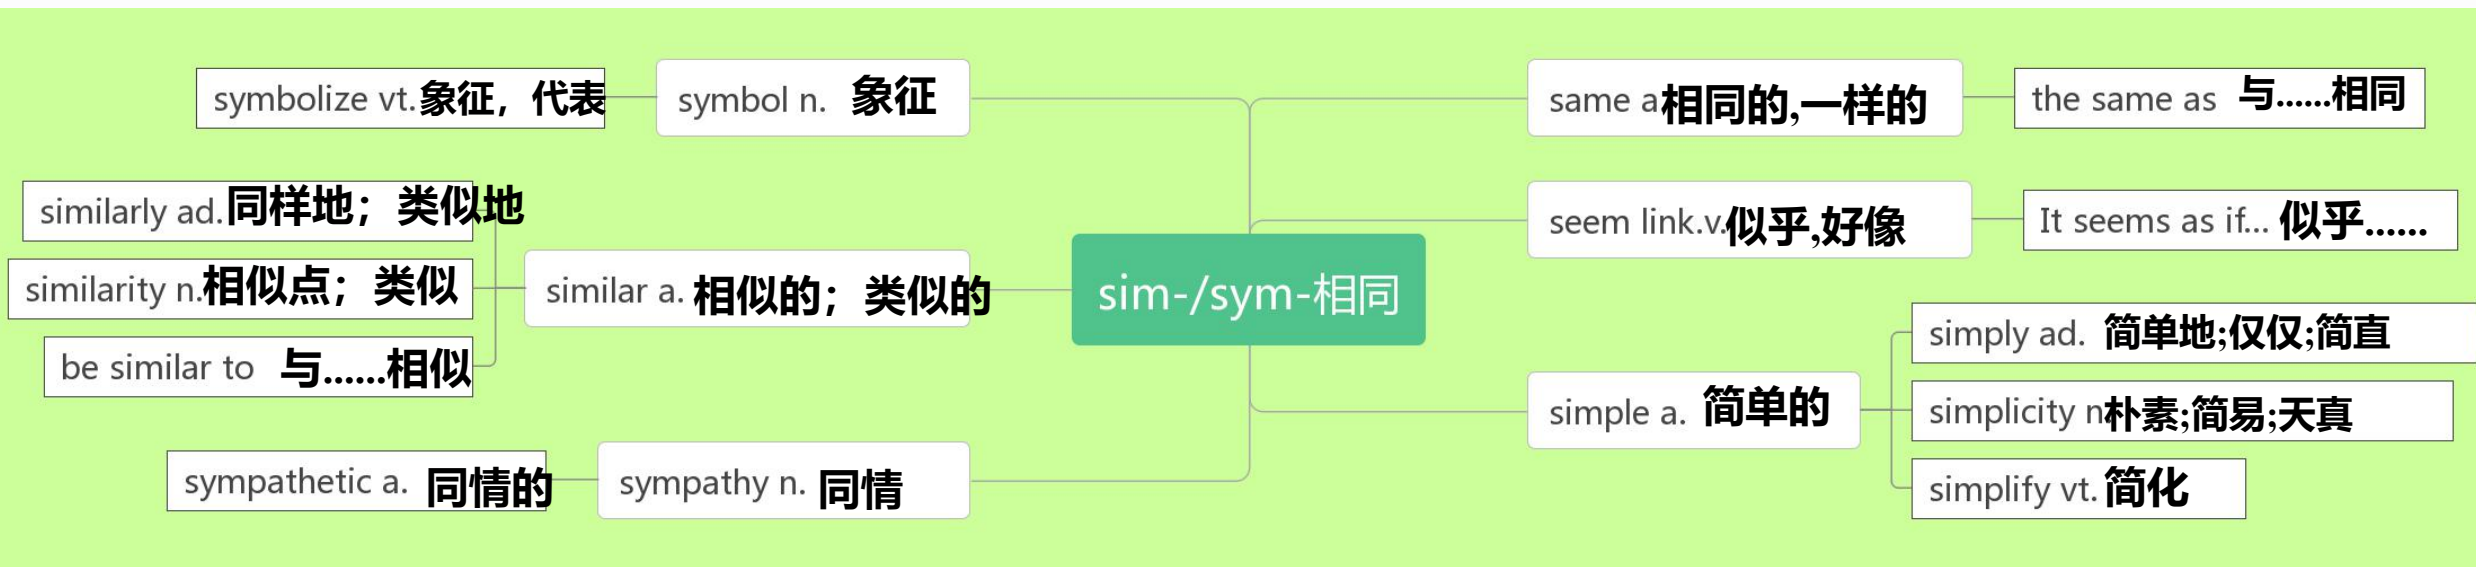 symbolize vt.象征，代表
symbol n. 象征
similarly ad.同样地；类似地
similarity n.相似点；类似
be similar to 与......相似
similar a. 相似的；类似的
sympathetic a. 同情的
sympathy n. 同情
sim-/sym-相同
same a相同的,一样的
the same as 与......相同
seem link.v.似乎,好像
It seems as if... 似乎......
simple a. 简单的
simply ad. 简单地;仅仅;简直
simplicity n朴素;简易;天真
simplify vt.简化